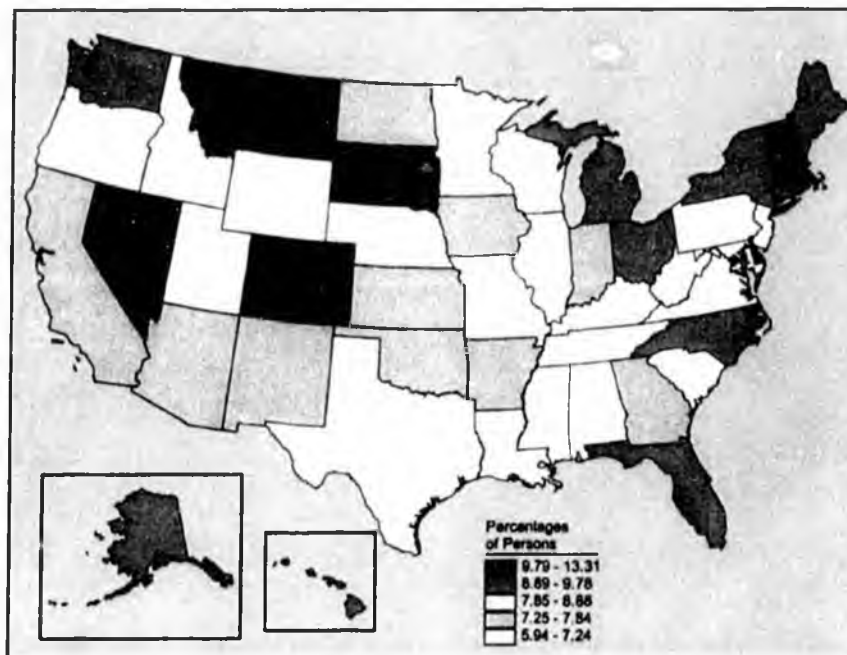 Percentages
of Persons
9.79 - 13.31
8.89 - 9.78
7.85 - 8.88
7.25 - 7.84
5.94 - 7.24